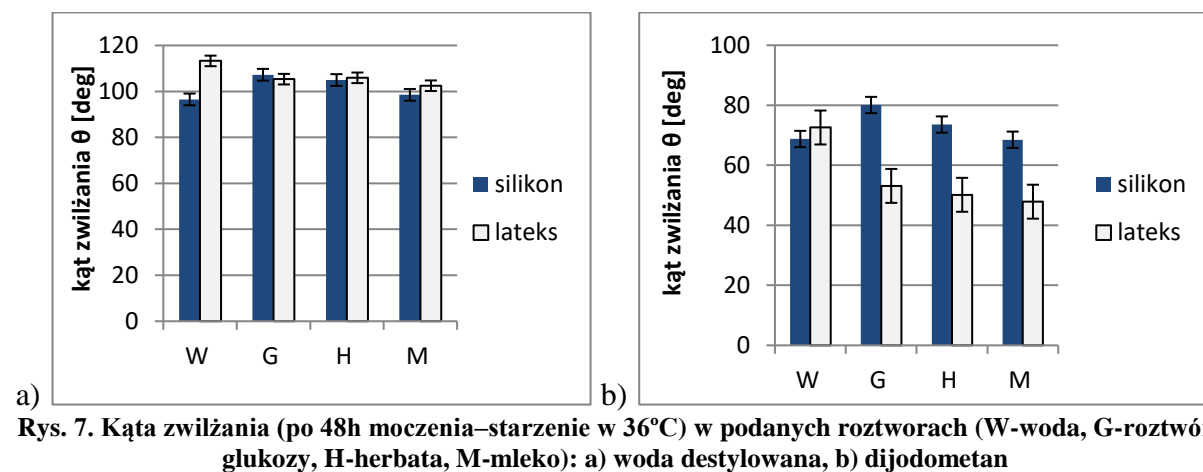 120
100
80
60
40
20
0
kąt zwilżania θ [deg]
W G H M
silikon
lateks
a)
100
80
60
40
20
0
kąt zwilżania θ [deg]
W G H M
silikon
lateks
b)
Rys. 7. Kąta zwilżania (po 48h moczenia–starzenie w 36ºC) w podanych roztworach (W-woda, G-roztwó
glukozy, H-herbata, M-mleko): a) woda destylowana, b) dijodometan